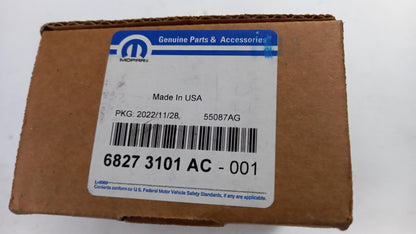 Genuine Parts & Accessories
MOPAR
Made In USA
PKG: 2022/11/28, 55087AG
6827 3101 AC - 001
Contents conform to U.S. Federal Motor Vehicle Safety Standards, if any are applicable.